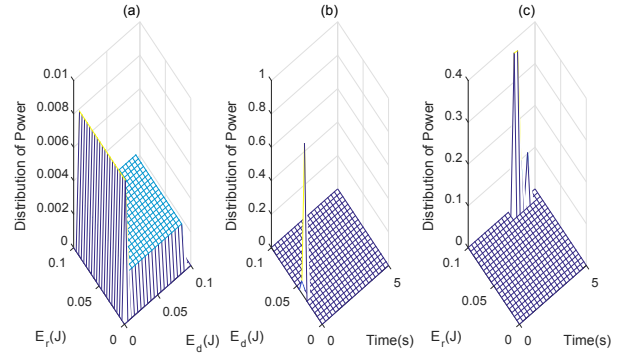 (a)
(b)
(c)
Distribution of Power
0.01
0.008
0.006
0.004
0.002
0
0.1
0.05
0
E_r(J)
0
0.05
0.1
E_d(J)
Distribution of Power
1
0.8
0.6
0.4
0.2
0
0.1
0.05
0
E_d(J)
0
5
Time(s)
Distribution of Power
0.4
0.3
0.2
0.1
0
0.1
0.05
0
E_r(J)
0
5
Time(s)